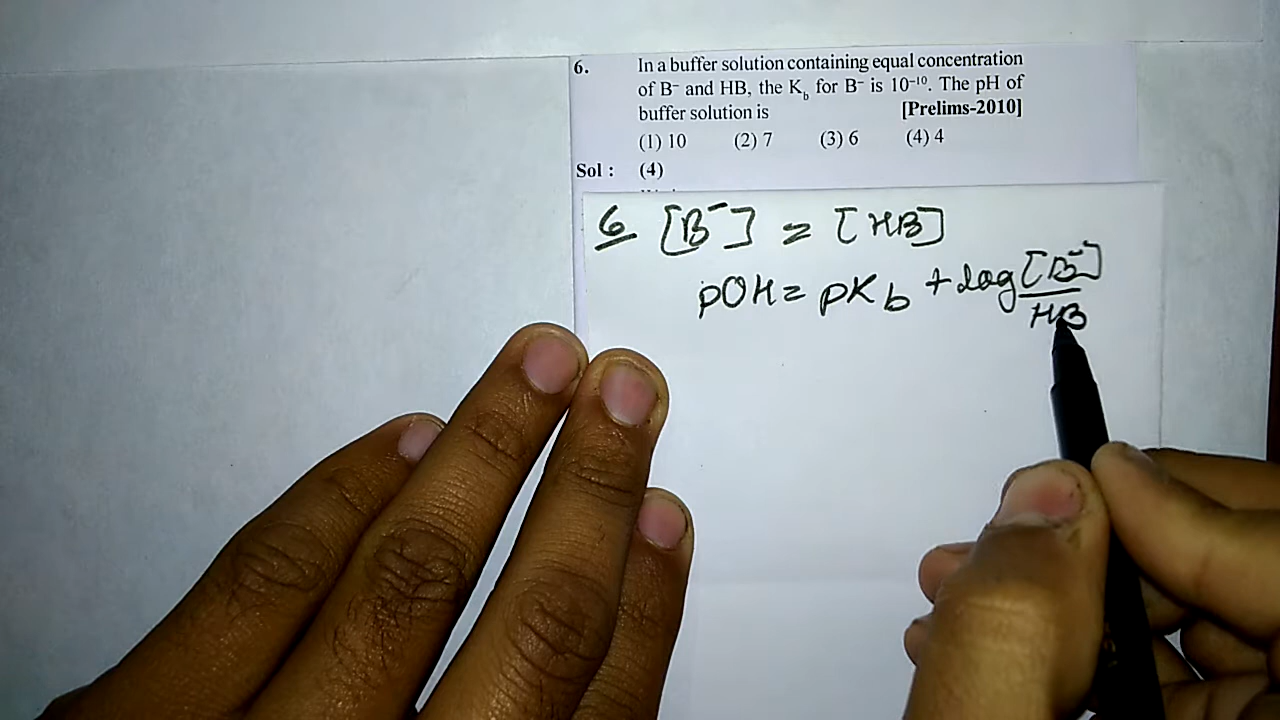 6. In a buffer solution containing equal concentration
of B⁻ and HB, the K_b for B⁻ is 10⁻¹⁰. The pH of
buffer solution is [Prelims-2010]
(1) 10 (2) 7 (3) 6 (4) 4
Sol : (4)
6 [B⁻] = [HB]
pOH = pK_b + log [B⁻]
HB